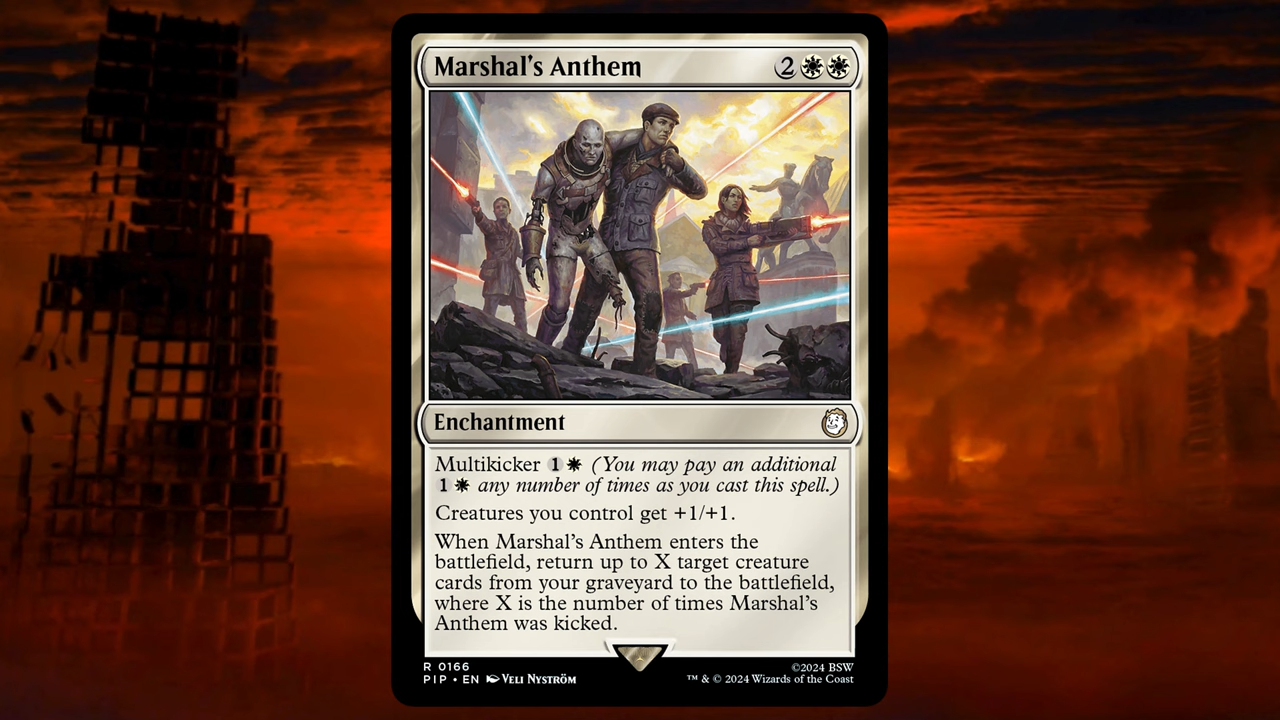 Marshal's Anthem 2
Enchantment
Multikicker 1 (You may pay an additional
1 any number of times as you cast this spell.)
Creatures you control get +1/+1.
When Marshal's Anthem enters the
battlefield, return up to X target creature
cards from your graveyard to the battlefield,
where X is the number of times Marshal's
Anthem was kicked.
R 0166
PIP • EN VELI NYSTRÖM
©2024 BSW
™ & © 2024 Wizards of the Coast